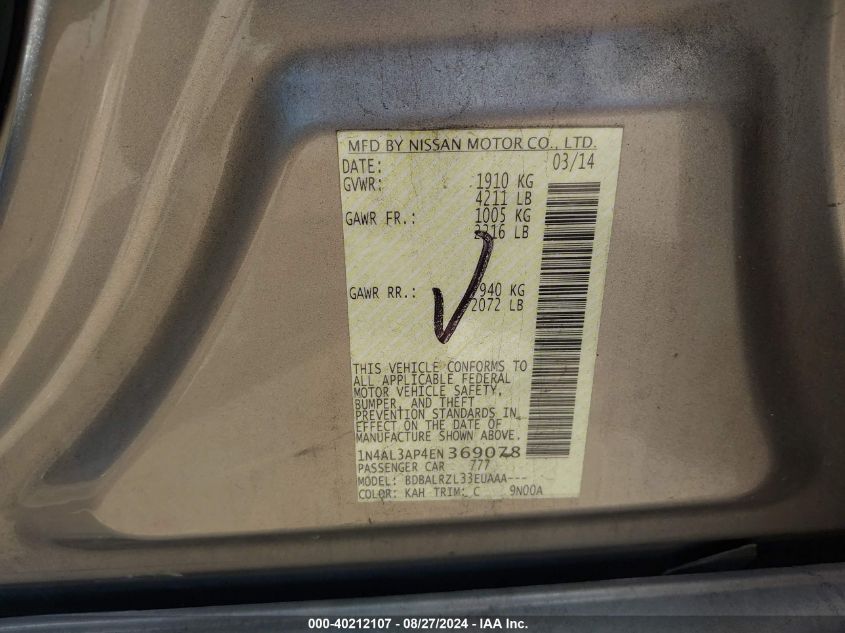 MFD BY NISSAN MOTOR CO., LTD.
DATE: 03/14
GVWR: 1910 KG
4211 LB
GAWR FR.: 1005 KG
2216 LB
GAWR RR.: 940 KG
2072 LB
THIS VEHICLE CONFORMS TO
ALL APPLICABLE FEDERAL
MOTOR VEHICLE SAFETY,
BUMPER, AND THEFT
PREVENTION STANDARDS IN
EFFECT ON THE DATE OF
MANUFACTURE SHOWN ABOVE.
1N4AL3AP4EN 369078
PASSENGER CAR 777
MODEL: BDBALRZL33EUAAA---
COLOR: KAH TRIM: C 9N00A
000-40212107 - 08/27/2024 - IAA Inc.